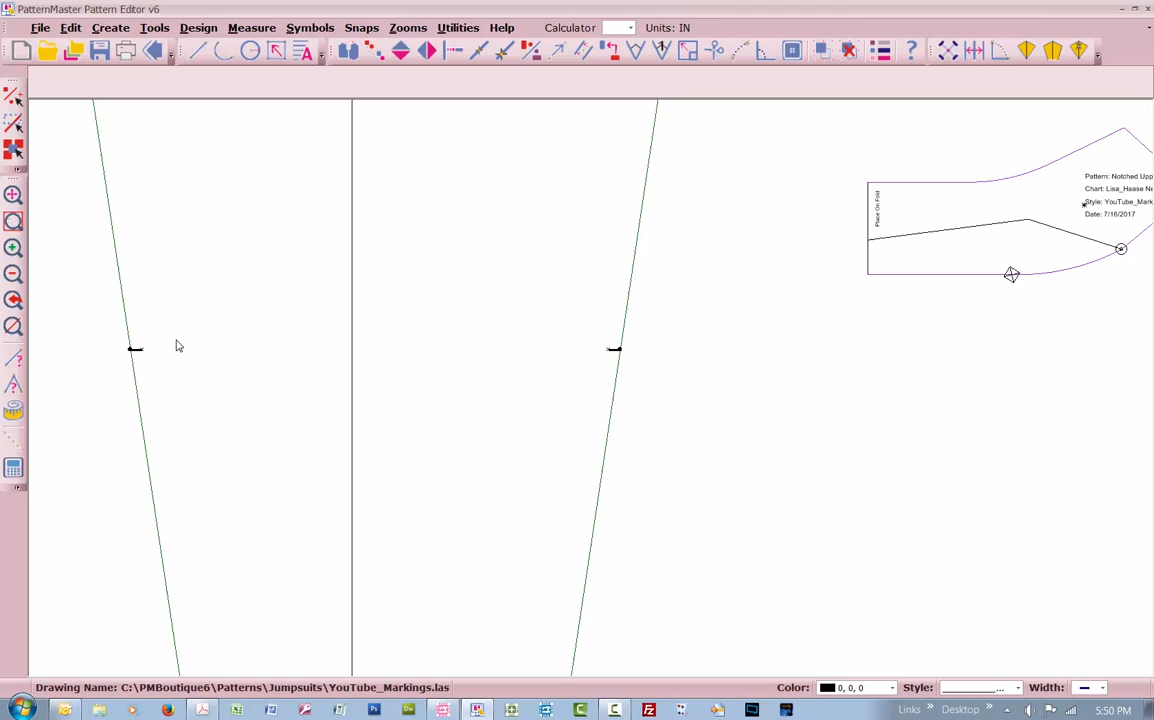 PatternMaster Pattern Editor v6
File Edit Create Tools Design Measure Symbols Snaps Zooms Utilities Help Calculator Units: IN
Pattern: Notched Upp
Chart: Lisa_Haase Ne
Style: YouTube_Mark
Date: 7/16/2017
Place On Fold
Drawing Name: C:\PMBoutique6\Patterns\Jumpsuits\YouTube_Markings.las Color: 0, 0, 0 Style: ... Width:
Links » Desktop » 5:50 PM